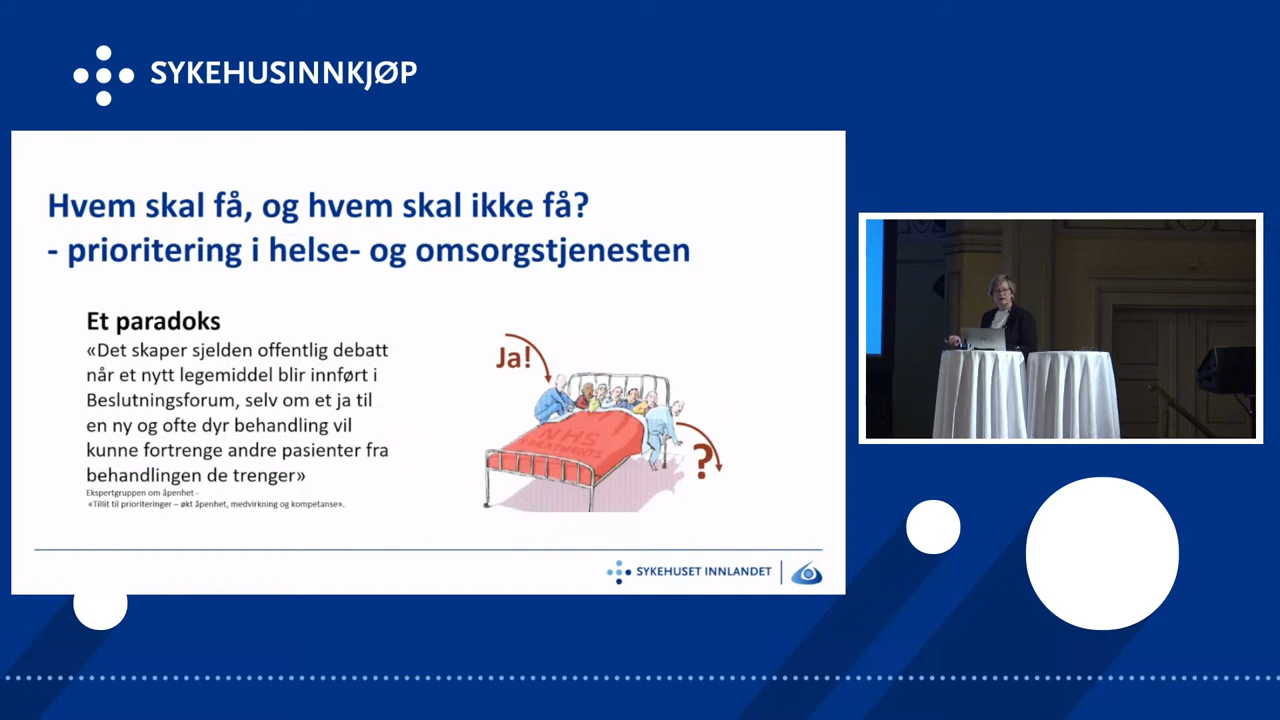 SYKEHUSINNKJØP
Hvem skal få, og hvem skal ikke få?
- prioritering i helse- og omsorgstjenesten
Et paradoks
«Det skaper sjelden offentlig debatt
når et nytt legemiddel blir innført i
Beslutningsforum, selv om et ja til
en ny og ofte dyr behandling vil
kunne fortrenge andre pasienter fra
behandlingen de trenger»
Ekspertgruppen om åpenhet -
«Tillit til prioriteringer – økt åpenhet, medvirkning og kompetanse».
Ja!
NHS
?
SYKEHUSET INNLANDET